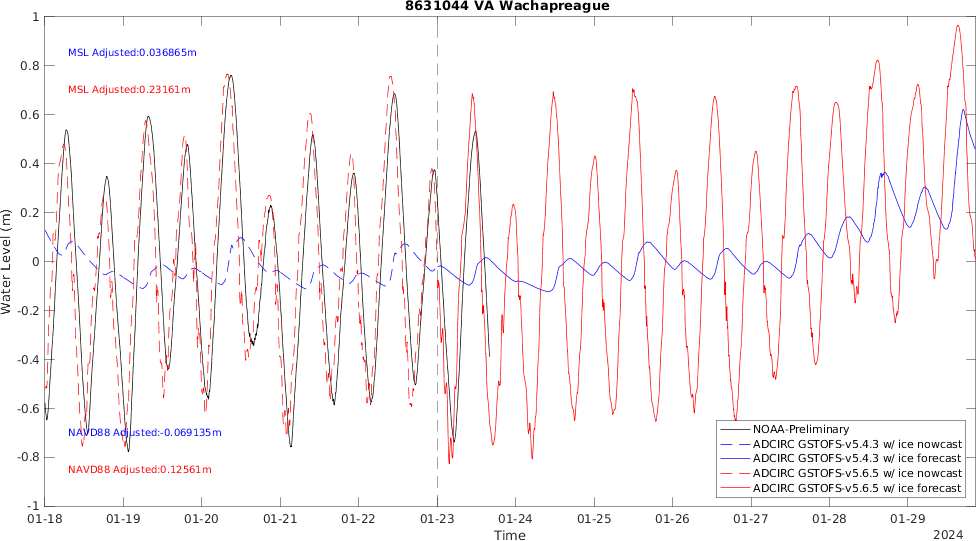 8631044 VA Wachapreague
MSL Adjusted:0.036865m
MSL Adjusted:0.23161m
NAVD88 Adjusted:-0.069135m
NAVD88 Adjusted:0.12561m
Water Level (m)
1
0.8
0.6
0.4
0.2
0
-0.2
-0.4
-0.6
-0.8
-1
NOAA-Preliminary
ADCIRC GSTOFS-v5.4.3 w/ ice nowcast
ADCIRC GSTOFS-v5.4.3 w/ ice forecast
ADCIRC GSTOFS-v5.6.5 w/ ice nowcast
ADCIRC GSTOFS-v5.6.5 w/ ice forecast
01-18 01-19 01-20 01-21 01-22 01-23 01-24 01-25 01-26 01-27 01-28 01-29
Time
2024